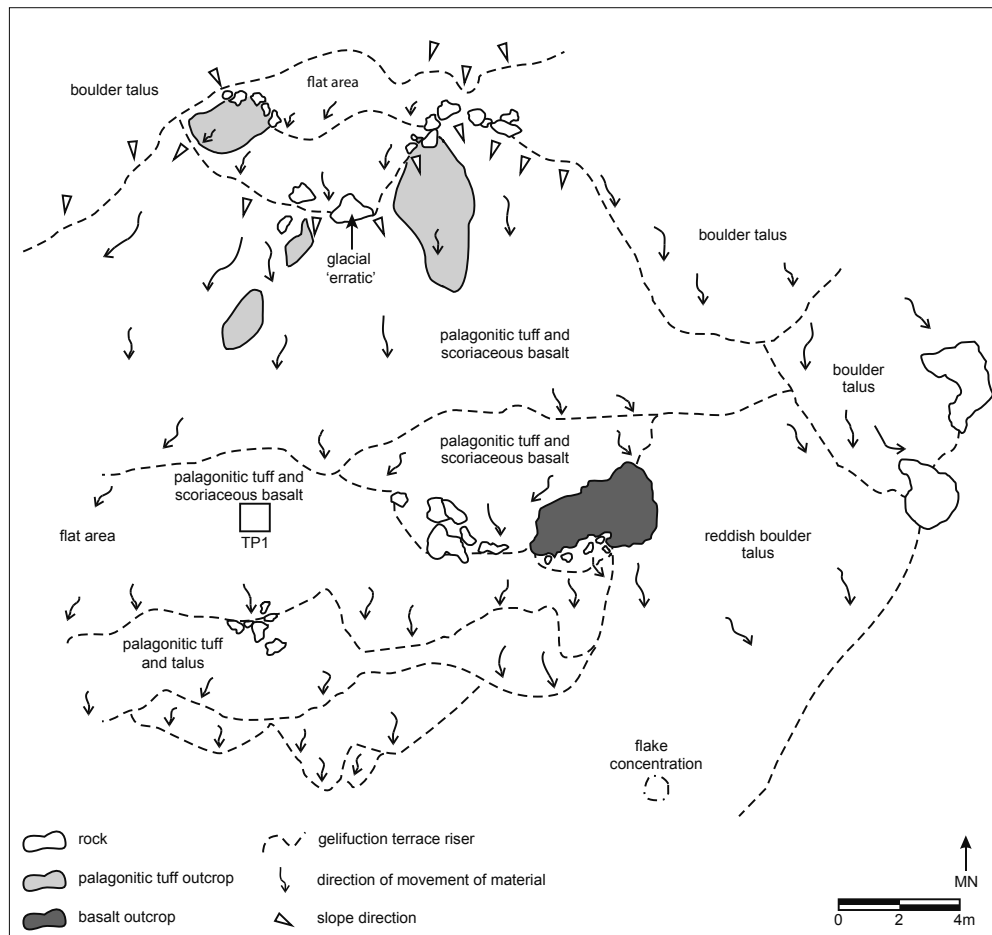 boulder talus
flat area
glacial
'erratic'
boulder talus
palagonitic tuff and
scoriaceous basalt
boulder
talus
palagonitic tuff and
scoriaceous basalt
palagonitic tuff and
scoriaceous basalt
TP1
flat area
reddish boulder
talus
palagonitic tuff
and talus
flake
concentration
rock
palagonitic tuff outcrop
basalt outcrop
gelifuction terrace riser
direction of movement of material
slope direction
MN
0 2 4m